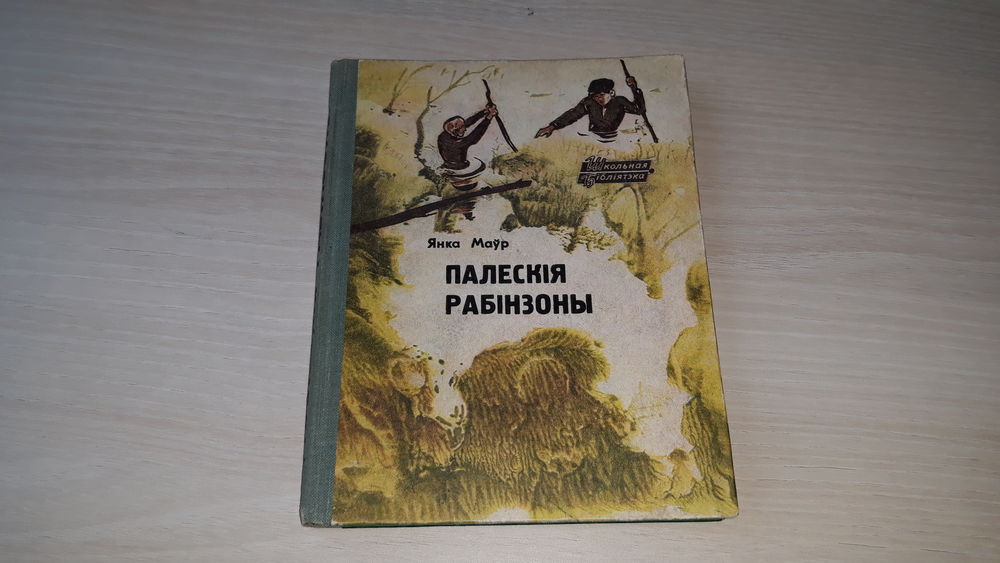 Школьная
бібліятэка
Янка Маўр
ПАЛЕСКІЯ
РАБІНЗОНЫ